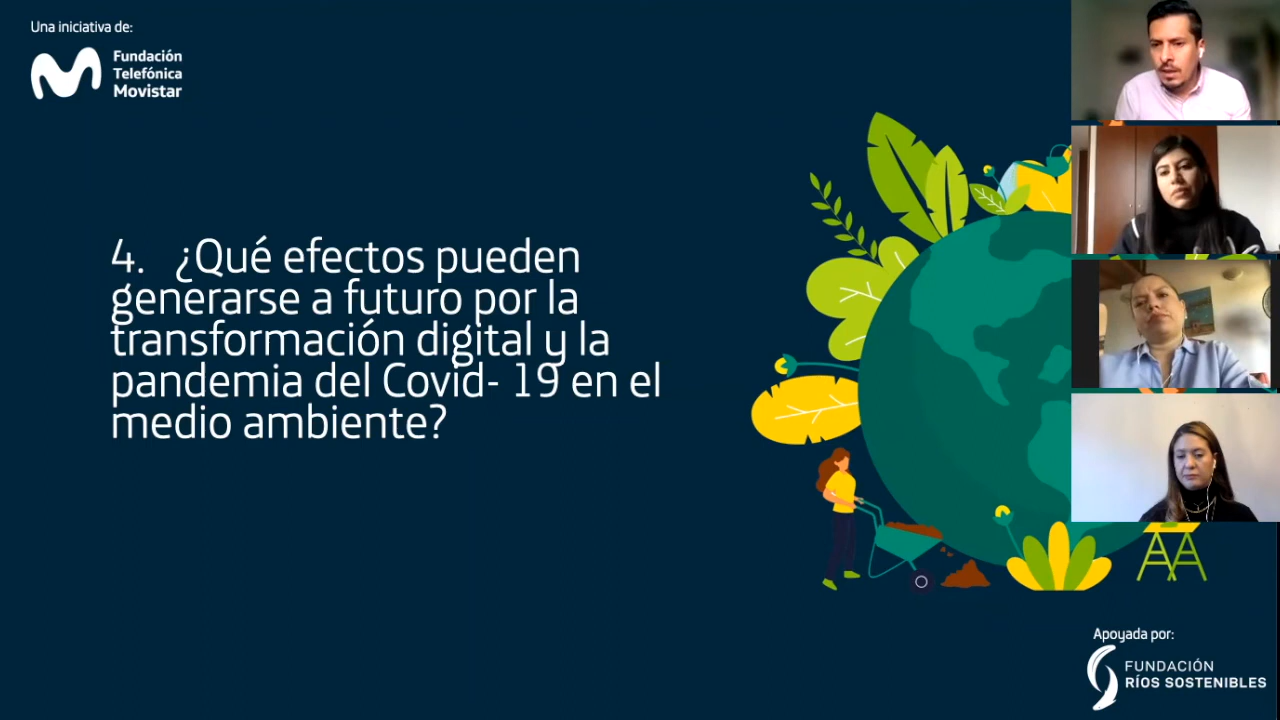 Una iniciativa de:
Fundación
Telefónica
Movistar
4. ¿Qué efectos pueden
generarse a futuro por la
transformación digital y la
pandemia del Covid- 19 en el
medio ambiente?
Apoyada por:
FUNDACIÓN
RÍOS SOSTENIBLES